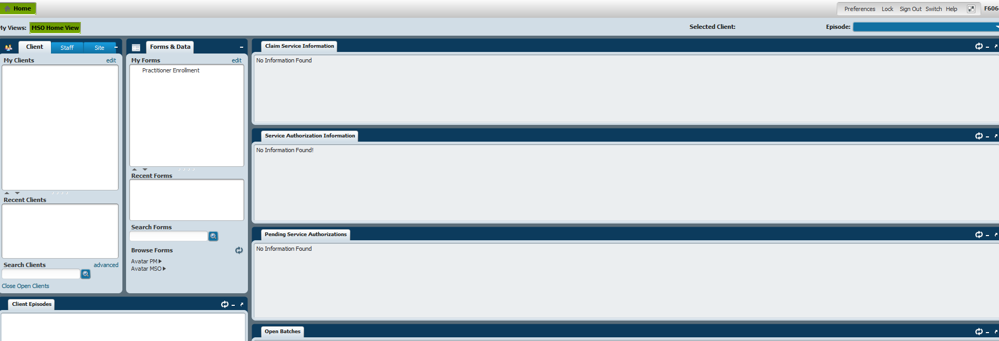 Home
Preferences Lock Sign Out Switch Help
My Views: MSO Home View
Selected Client:
Episode:
Client Staff Site
My Clients edit
Recent Clients
Search Clients advanced
Close Open Clients
Forms & Data
My Forms edit
Practitioner Enrollment
Recent Forms
Search Forms
Browse Forms
Avatar PM
Avatar MSO
Client Episodes
Claim Service Information
No Information Found
Service Authorization Information
No Information Found!
Pending Service Authorizations
No Information Found
Open Batches